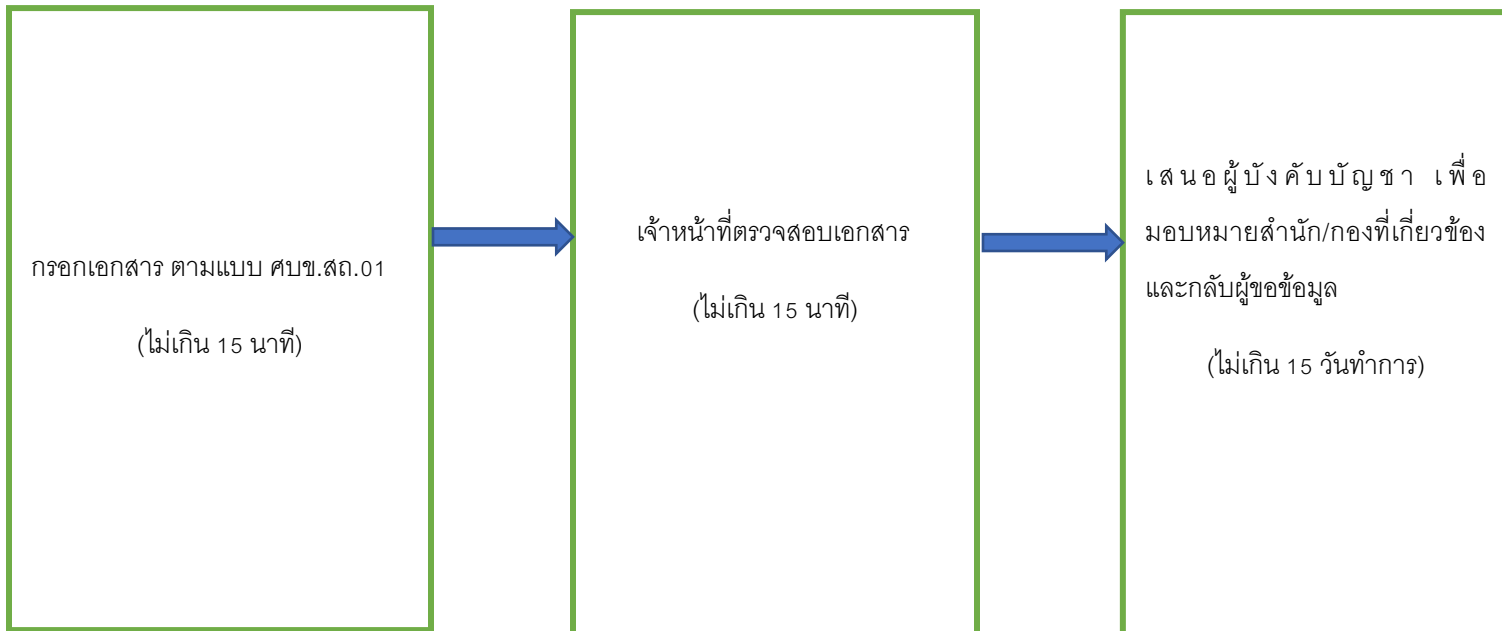 กรอกเอกสาร ตามแบบ ศบข.สถ.01
(ไม่เกิน 15 นาที)
เจ้าหน้าที่ตรวจสอบเอกสาร
(ไม่เกิน 15 นาที)
เสนอผู้บังคับบัญชา เพื่อ
มอบหมายสำนัก/กองที่เกี่ยวข้อง
และกลับผู้ขอข้อมูล
(ไม่เกิน 15 วันทำการ)